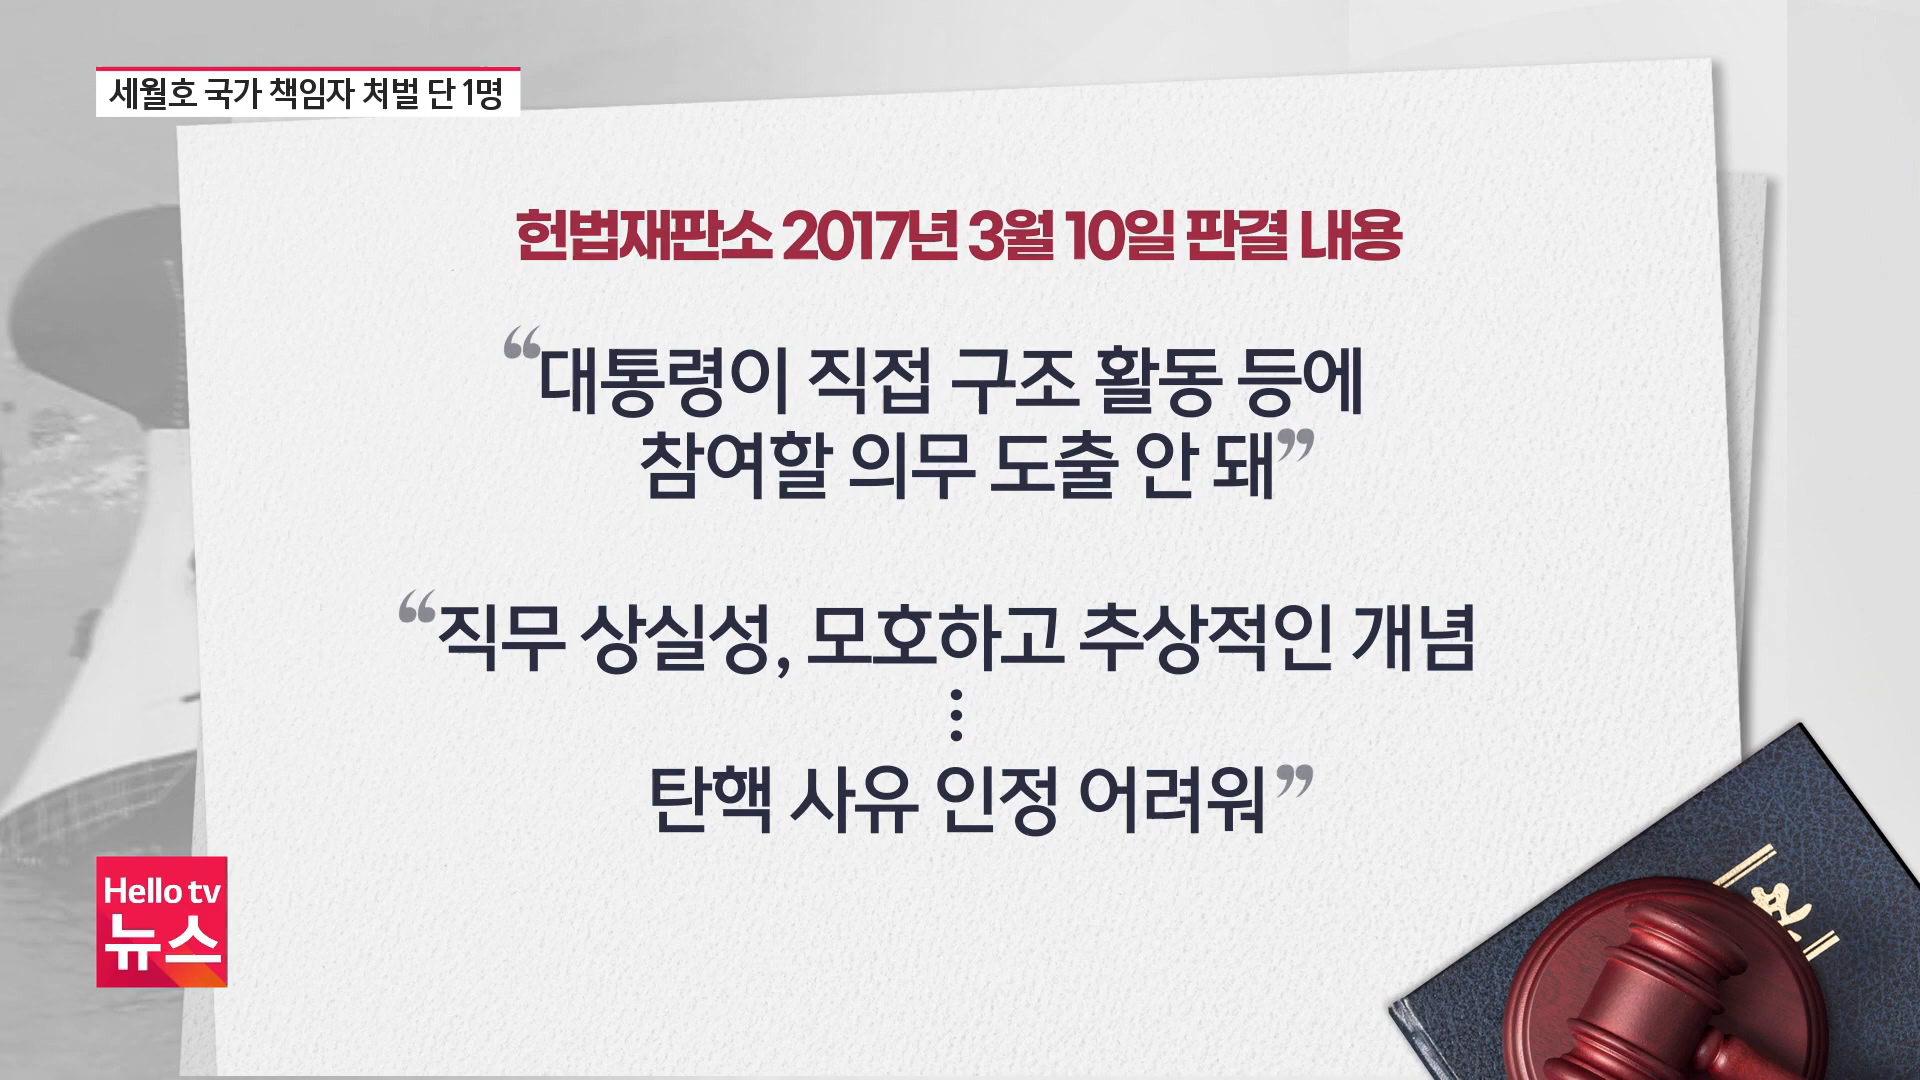 세월호 국가 책임자 처벌 단 1명
헌법재판소 2017년 3월 10일 판결 내용
“대통령이 직접 구조 활동 등에
참여할 의무 도출 안 돼”
“직무 상실성, 모호하고 추상적인 개념
⋮
탄핵 사유 인정 어려워”
Hello tv
뉴스